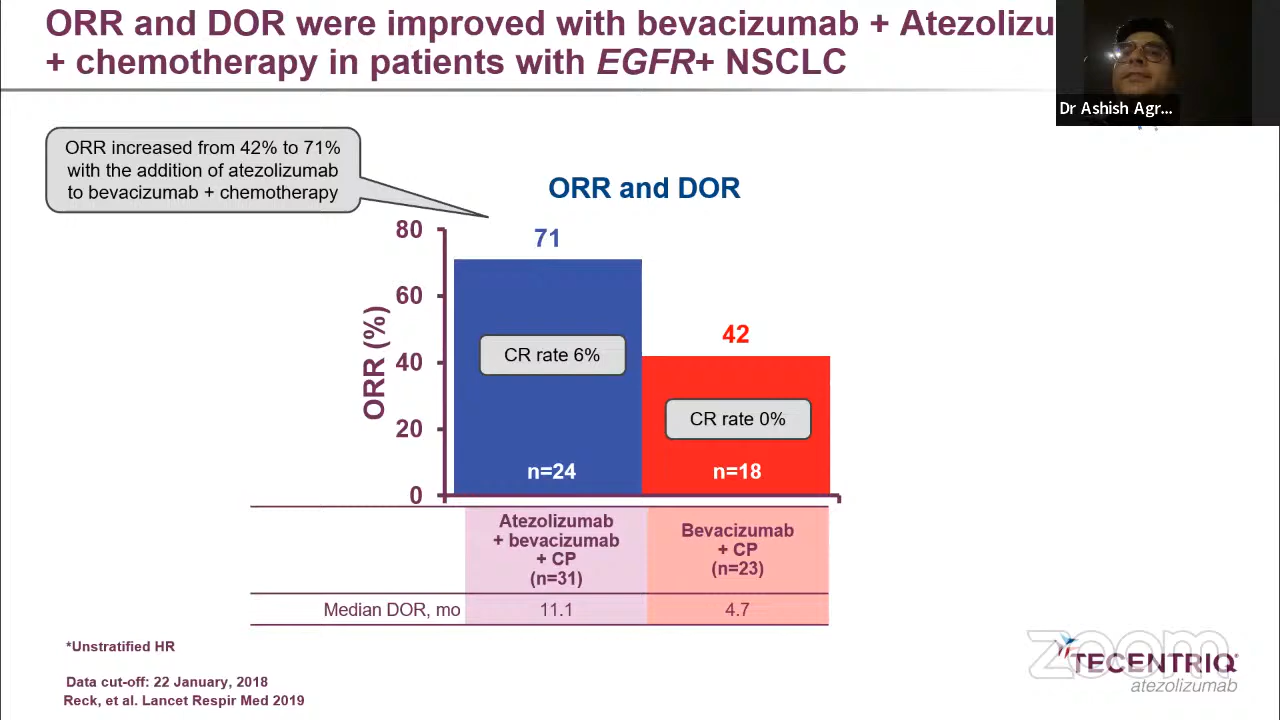 ORR and DOR were improved with bevacizumab + Atezolizu
+ chemotherapy in patients with EGFR+ NSCLC
Dr Ashish Agr...
ORR increased from 42% to 71%
with the addition of atezolizumab
to bevacizumab + chemotherapy
ORR and DOR
ORR (%)
80
60
40
20
0
71
42
CR rate 6%
CR rate 0%
n=24
n=18
Atezolizumab
+ bevacizumab
+ CP
(n=31)
Bevacizumab
+ CP
(n=23)
Median DOR, mo 11.1 4.7
*Unstratified HR
Data cut-off: 22 January, 2018
Reck, et al. Lancet Respir Med 2019
zoom
TECENTRIQ
atezolizumab